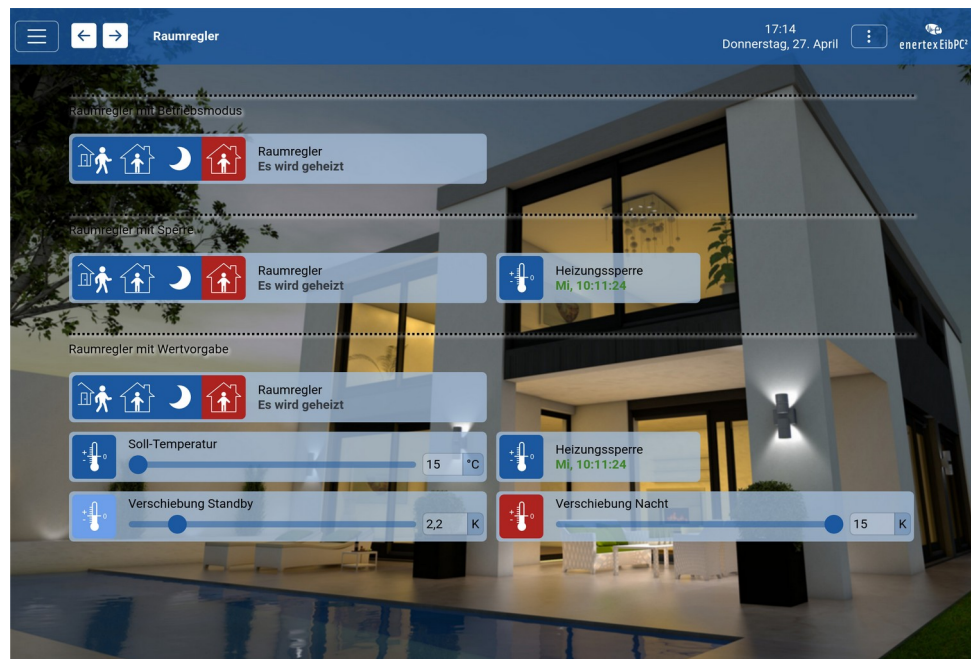 Raumregler
17:14
Donnerstag, 27. April
enertex EibPC²
Raumregler mit Betriebsmodus
Raumregler
Es wird geheizt
Raumregler mit Sperre
Raumregler
Es wird geheizt
Heizungssperre
Mi, 10:11:24
Raumregler mit Wertvorgabe
Raumregler
Es wird geheizt
Soll-Temperatur
15 °C
Heizungssperre
Mi, 10:11:24
Verschiebung Standby
2,2 K
Verschiebung Nacht
15 K